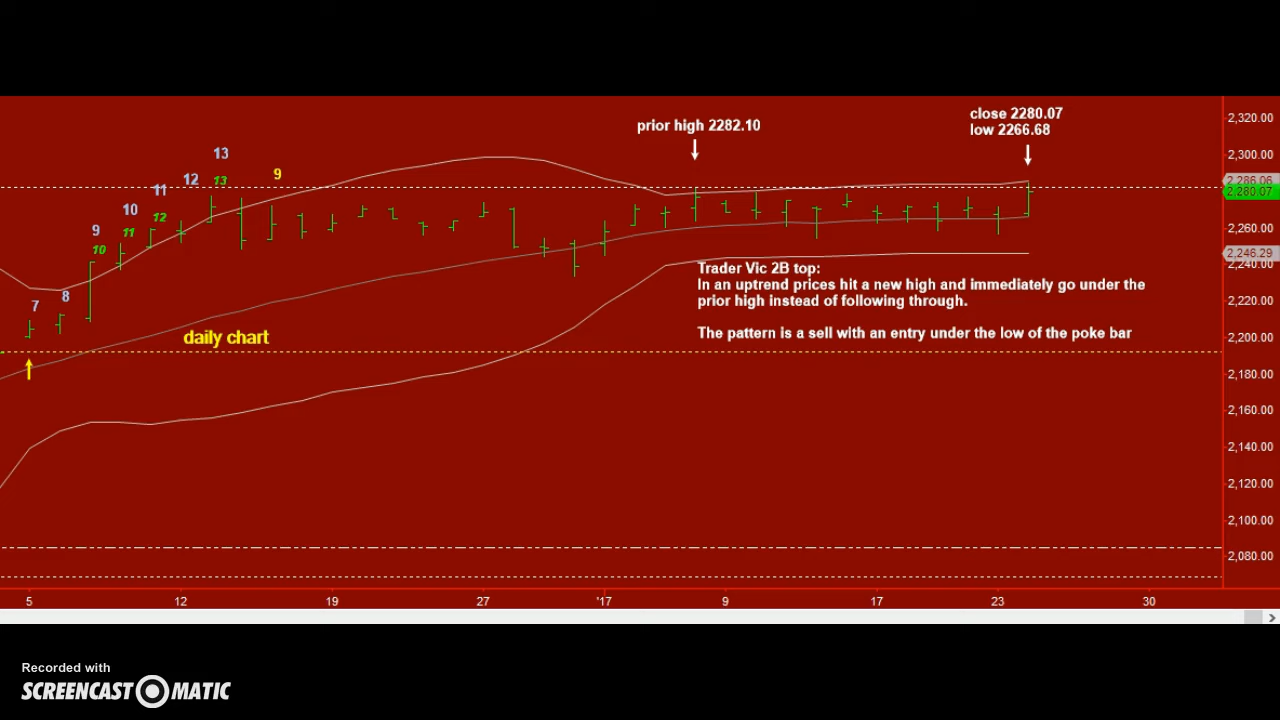 close 2280.07
prior high 2282.10
low 2266.68
2,320.00
13
2,300.00
12
13
9
11
2,280.07
10
12
9
11
2,260.00
10
2,246.29
2,240.00
Trader Vic 2B top:
In an uptrend prices hit a new high and immediately go under the
prior high instead of following through.
7
8
2,220.00
The pattern is a sell with an entry under the low of the poke bar
daily chart
2,200.00
2,180.00
2,160.00
2,140.00
2,120.00
2,100.00
2,080.00
5 12 19 27 '17 9 17 23 30
Recorded with
SCREENCAST O MATIC